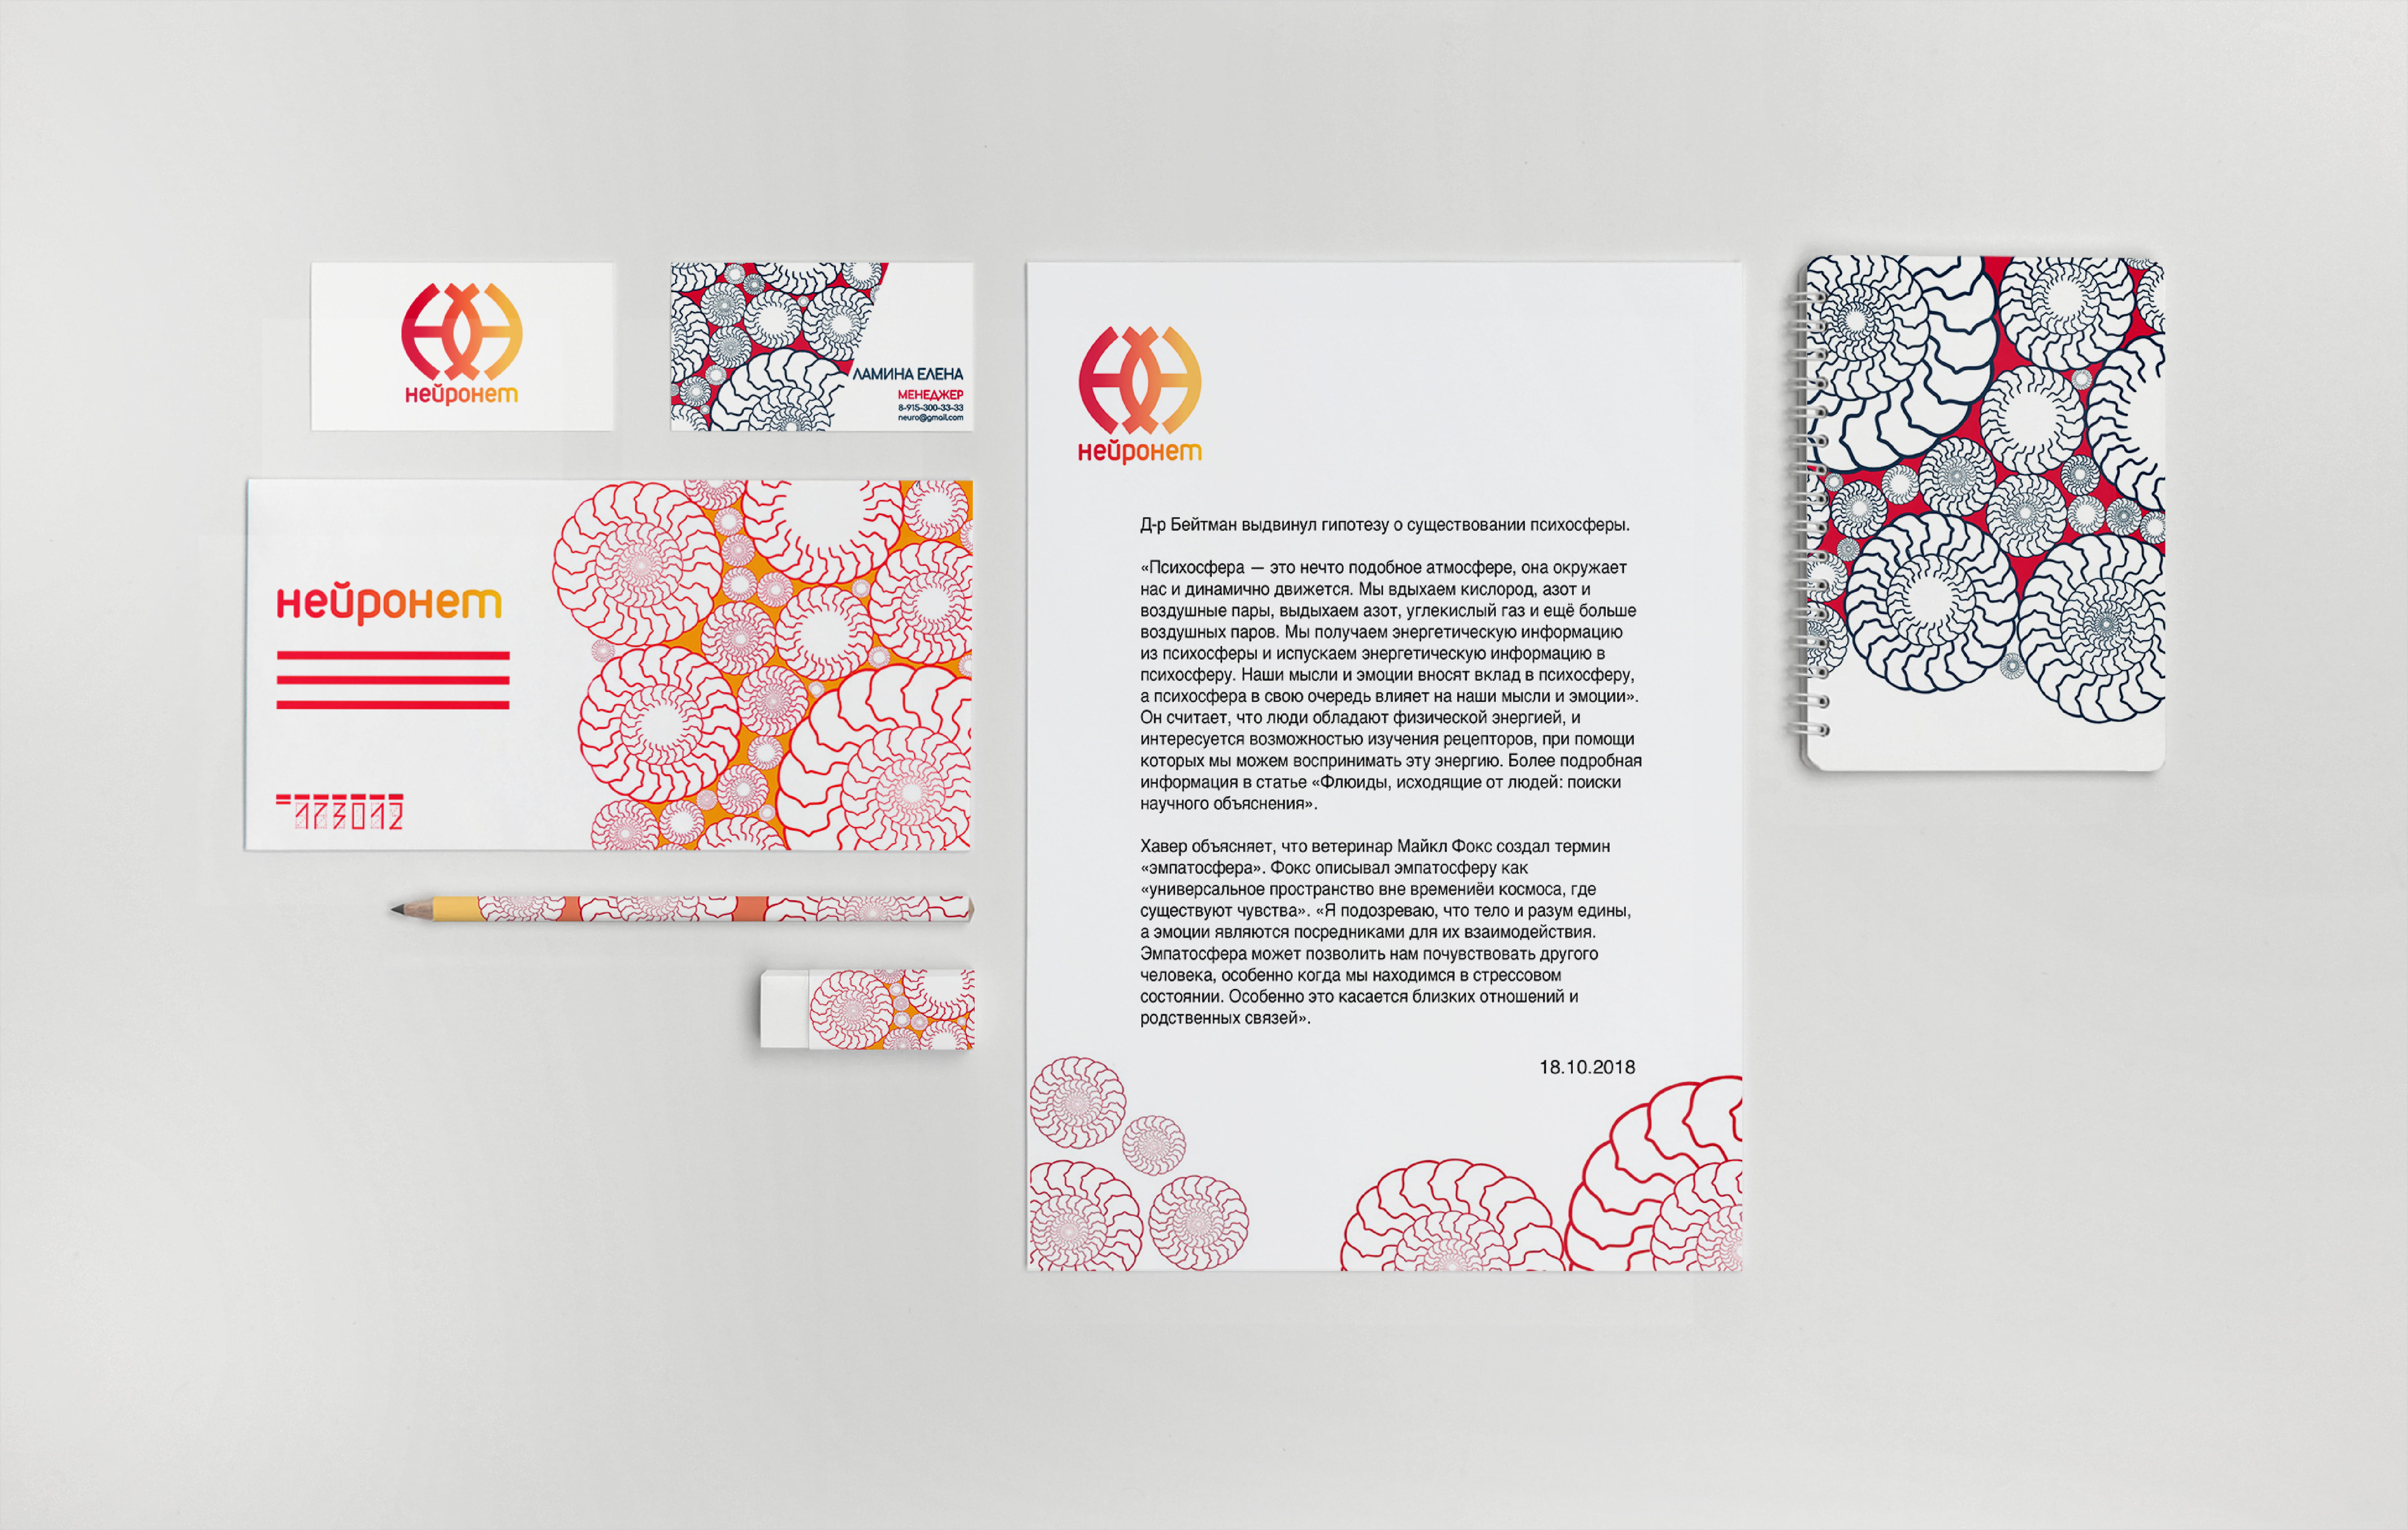 нейронет
ЛАМИНА ЕЛЕНА
МЕНЕДЖЕР
8-915-300-33-33
neuro@gmail.com
нейронет
173012
нейронет
Д-р Бейтман выдвинул гипотезу о существовании психосферы.
«Психосфера — это нечто подобное атмосфере, она окружает
нас и динамично движется. Мы вдыхаем кислород, азот и
воздушные пары, выдыхаем азот, углекислый газ и ещё больше
воздушных паров. Мы получаем энергетическую информацию
из психосферы и испускаем энергетическую информацию в
психосферу. Наши мысли и эмоции вносят вклад в психосферу,
а психосфера в свою очередь влияет на наши мысли и эмоции».
Он считает, что люди обладают физической энергией, и
интересуется возможностью изучения рецепторов, при помощи
которых мы можем воспринимать эту энергию. Более подробная
информация в статье «Флюиды, исходящие от людей: поиски
научного объяснения».
Хавер объясняет, что ветеринар Майкл Фокс создал термин
«эмпатосфера». Фокс описывал эмпатосферу как
«универсальное пространство вне времениёи космоса, где
существуют чувства». «Я подозреваю, что тело и разум едины,
а эмоции являются посредниками для их взаимодействия.
Эмпатосфера может позволить нам почувствовать другого
человека, особенно когда мы находимся в стрессовом
состоянии. Особенно это касается близких отношений и
родственных связей».
18.10.2018